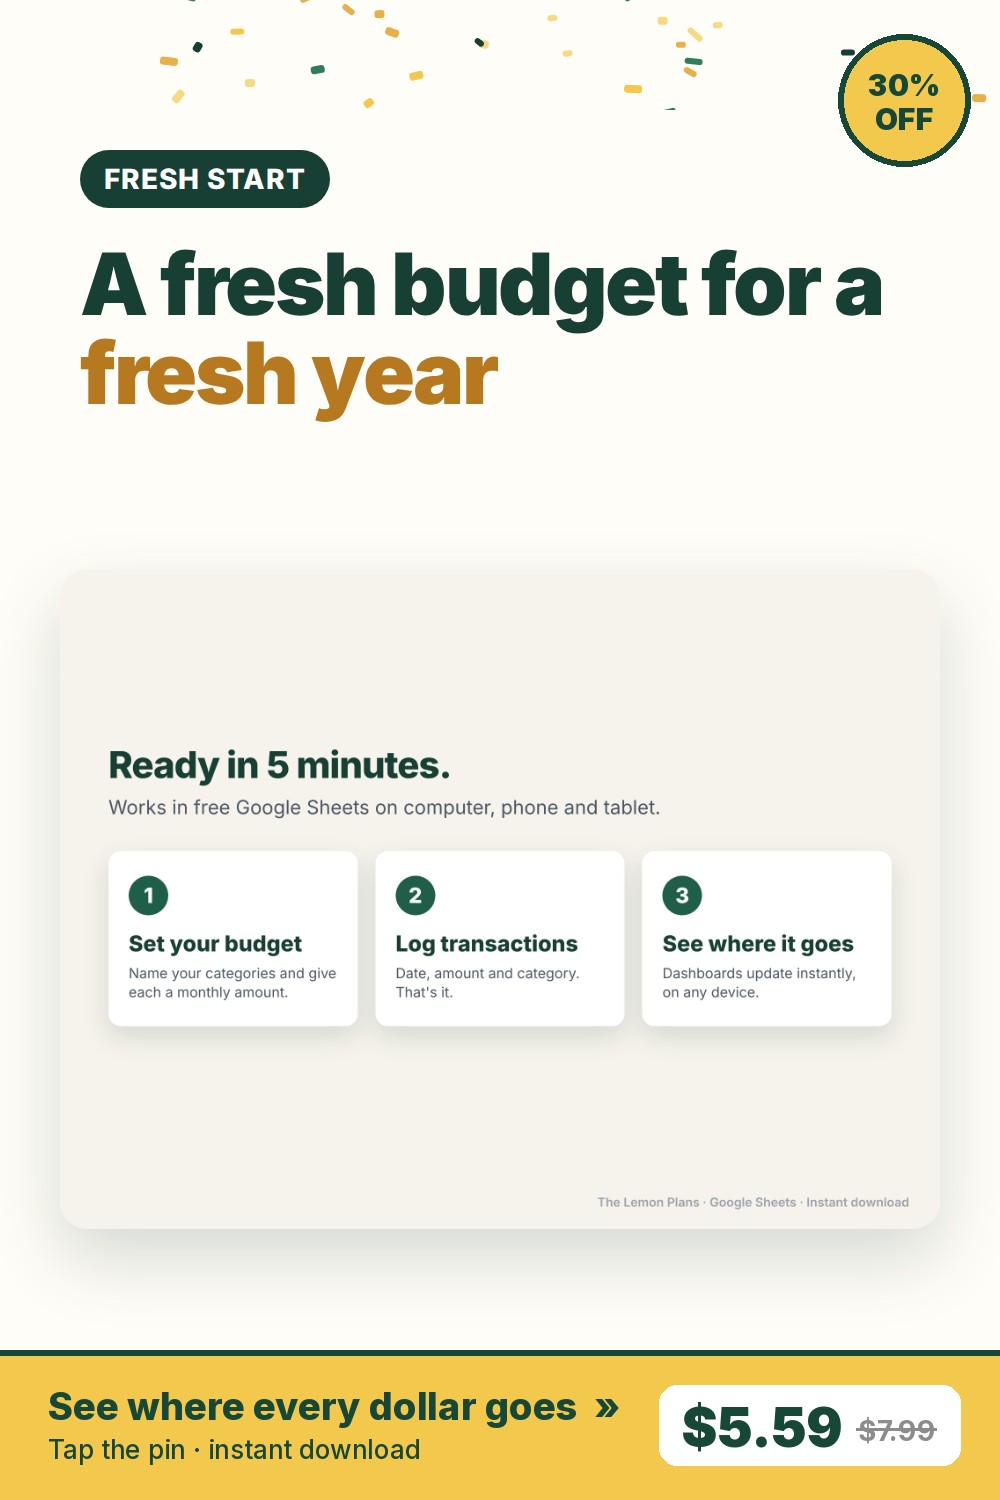 30%
OFF
FRESH START
A fresh budget for a
fresh year
Ready in 5 minutes.
Works in free Google Sheets on computer, phone and tablet.
1
Set your budget
Name your categories and give
each a monthly amount.
2
Log transactions
Date, amount and category.
That's it.
3
See where it goes
Dashboards update instantly,
on any device.
The Lemon Plans · Google Sheets · Instant download
See where every dollar goes »
Tap the pin · instant download
$5.59 $7.99